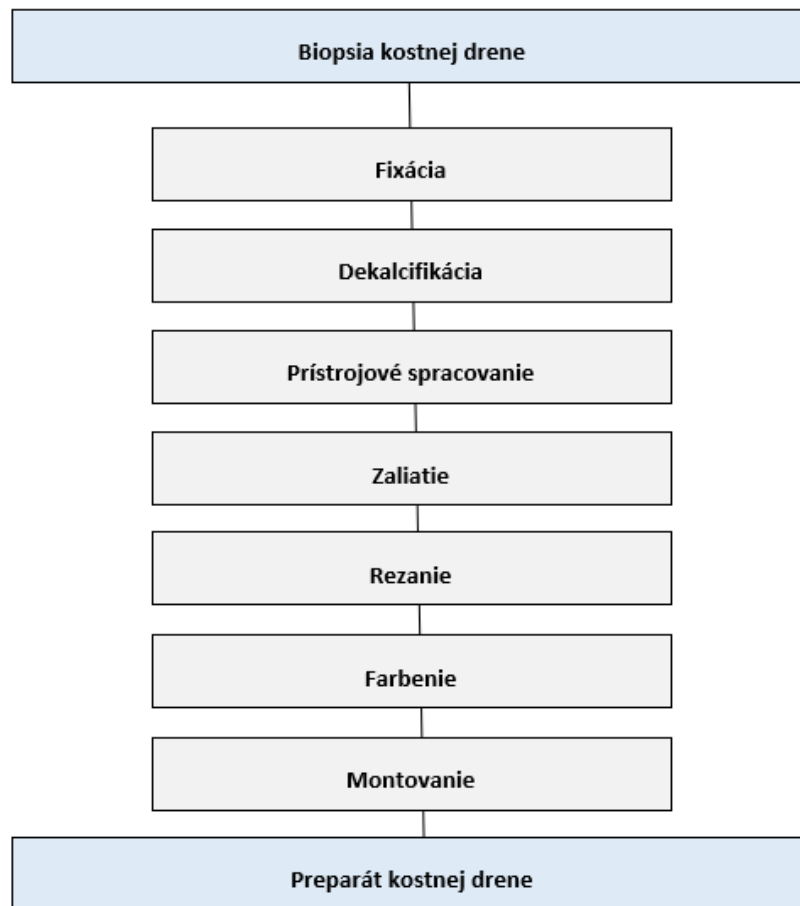 Biopsia kostnej drene
Fixácia
Dekalcifikácia
Prístrojové spracovanie
Zaliatie
Rezanie
Farbenie
Montovanie
Preparát kostnej drene